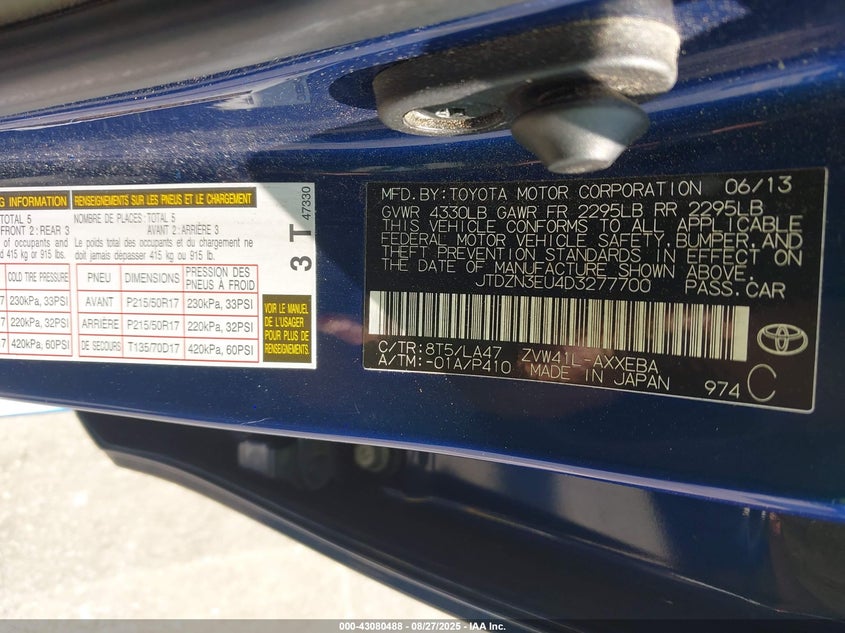 G INFORMATION
TOTAL 5
FRONT 2 : REAR 3
of occupants and
d 415 kg or 915 lbs.
COLD TIRE PRESSURE
7 230kPa, 33PSI
7 220kPa, 32PSI
7 420kPa, 60PSI
RENSEIGNEMENTS SUR LES PNEUS ET LE CHARGEMENT
NOMBRE DE PLACES : TOTAL 5
AVANT 2 : ARRIÈRE 3
Le poids total des occupants et du chargement ne
doit jamais dépasser 415 kg ou 915 lb.
PNEU DIMENSIONS PRESSION DES PNEUS À FROID
AVANT P215/50R17 230kPa, 33PSI
ARRIÈRE P215/50R17 220kPa, 32PSI
DE SECOURS T135/70D17 420kPa, 60PSI
VOIR LE MANUEL
DE L'USAGER
POUR PLUS DE
RENSEIGNEMENTS.
3 T 47330
MFD.BY:TOYOTA MOTOR CORPORATION 06/13
GVWR 4330LB GAWR FR 2295LB RR 2295LB
THIS VEHICLE CONFORMS TO ALL APPLICABLE
FEDERAL MOTOR VEHICLE SAFETY,BUMPER,AND
THEFT PREVENTION STANDARDS IN EFFECT ON
THE DATE OF MANUFACTURE SHOWN ABOVE.
JTDZN3EU4D3277700 PASS.CAR
C/TR:8T5/LA47 ZVW41L-AXXEBA
A/TM:-01A/P410 MADE IN JAPAN
974 C
000-43080488 - 08/27/2025 - IAA Inc.